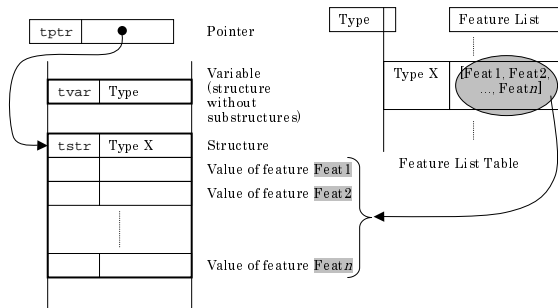 tptr
Pointer
Type
Feature List
Variable
(structure
without
substructures)
tvar Type
Type X
[Feat1, Feat2,
..., Featn]
tstr Type X
Structure
Value of feature Feat1
Value of feature Feat2
Value of feature Featn
Feature List Table